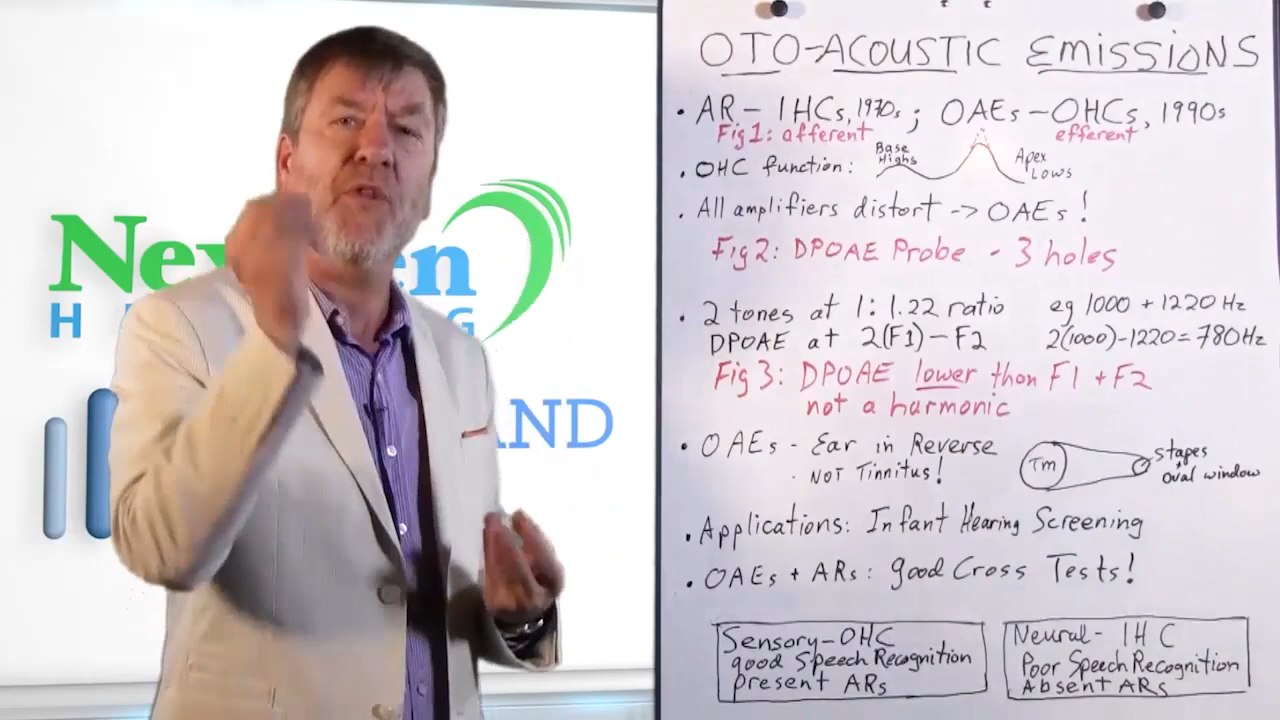 OTO-ACOUSTIC EMISSIONS
• AR - IHCs, 1970s ; OAEs - OHCs, 1990s
Fig 1: afferent efferent
• OHC function: Base Highs Apex Lows
• All amplifiers distort -> OAEs!
Fig 2: DPOAE Probe - 3 holes
• 2 tones at 1: 1.22 ratio eg 1000 + 1220 Hz
DPOAE at 2(F1) - F2 2(1000)-1220 = 780Hz
Fig 3: DPOAE lower than F1 + F2
not a harmonic
• OAEs - Ear in Reverse
- NOT Tinnitus!
Tm
stapes
+
oval window
• Applications: Infant Hearing Screening
• OAEs + ARs: good Cross Tests!
Sensory-OHC
good Speech Recognition
present ARs
Neural- IHC
Poor Speech Recognition
Absent ARs